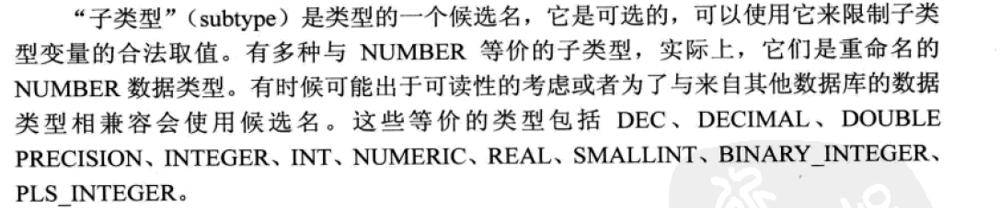 “子类型”（subtype）是类型的一个候选名，它是可选的，可以使用它来限制子类
型变量的合法取值。有多种与 NUMBER 等价的子类型，实际上，它们是重命名的
NUMBER 数据类型。有时候可能出于可读性的考虑或者为了与来自其他数据库的数据
类型相兼容会使用候选名。这些等价的类型包括 DEC、DECIMAL、DOUBLE
PRECISION、INTEGER、INT、NUMERIC、REAL、SMALLINT、BINARY_INTEGER、
PLS_INTEGER。